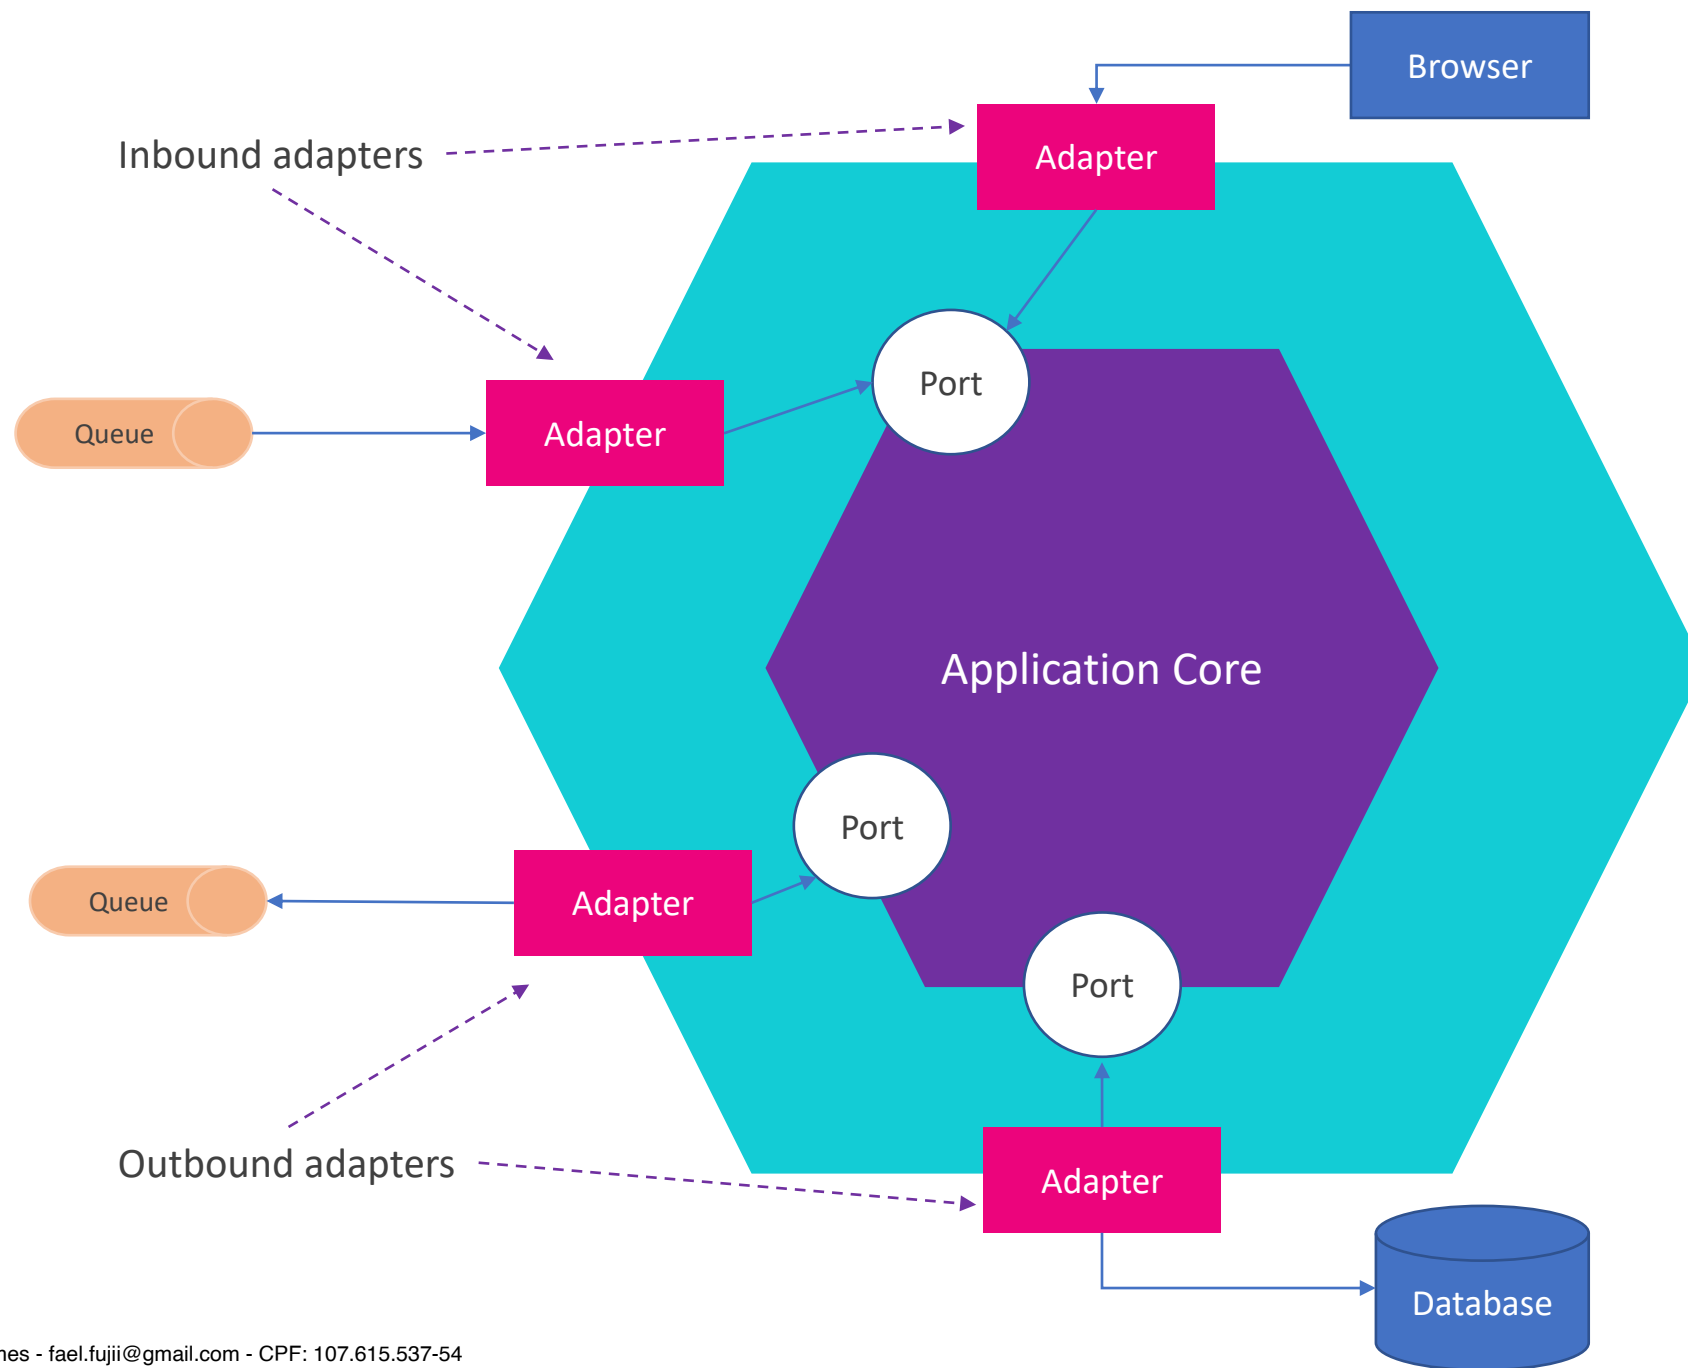 Browser
Inbound adapters
Adapter
Port
Queue
Adapter
Application Core
Port
Queue
Adapter
Port
Outbound adapters
Adapter
Database
- fael.fujii@gmail.com - CPF: 107.615.537-54